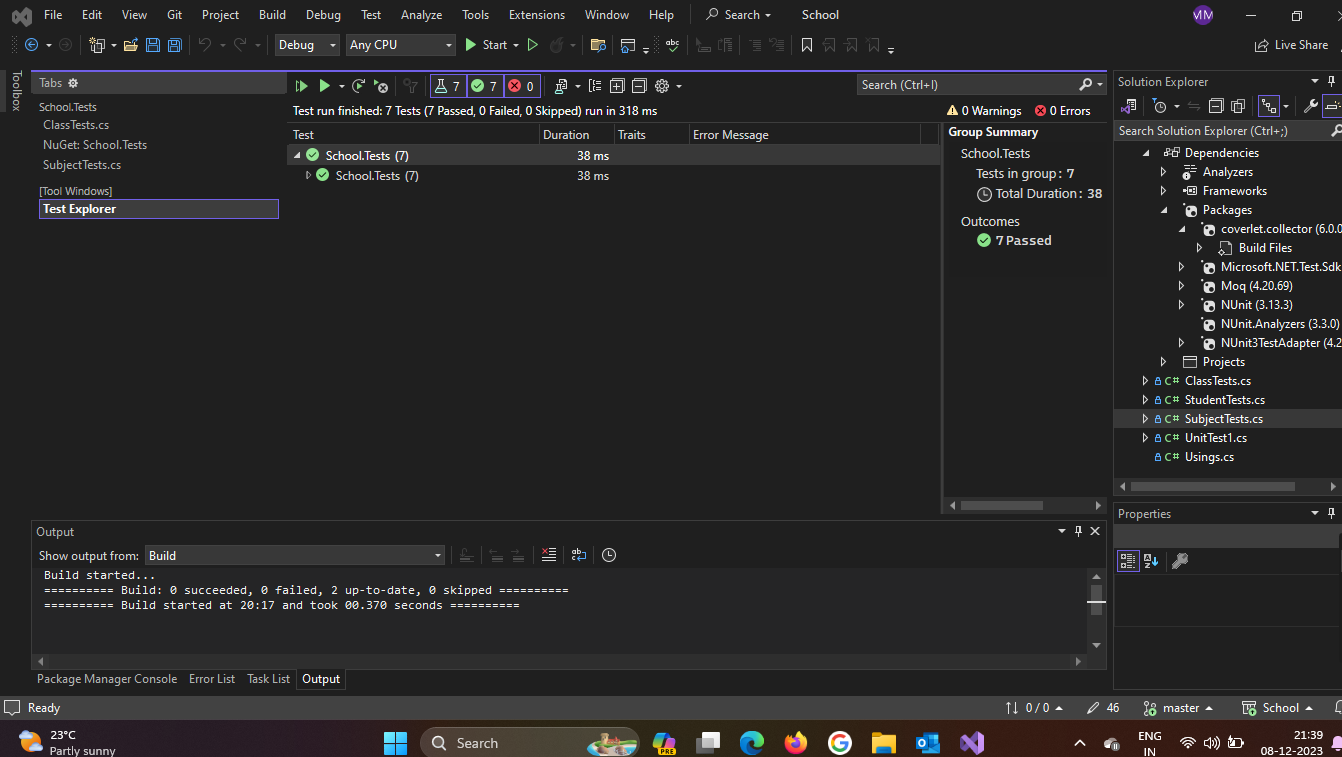 File Edit View Git Project Build Debug Test Analyze Tools Extensions Window Help Search School MM
Debug Any CPU Start abc Live Share
Toolbox
Tabs
School.Tests
ClassTests.cs
NuGet: School.Tests
SubjectTests.cs
[Tool Windows]
Test Explorer
7 7 0 Search (Ctrl+I)
Test run finished: 7 Tests (7 Passed, 0 Failed, 0 Skipped) run in 318 ms 0 Warnings 0 Errors
Test Duration Traits Error Message
School.Tests (7) 38 ms
School.Tests (7) 38 ms
Group Summary
School.Tests
Tests in group: 7
Total Duration: 38
Outcomes
7 Passed
Solution Explorer
Search Solution Explorer (Ctrl+;)
Dependencies
Analyzers
Frameworks
Packages
coverlet.collector (6.0.0
Build Files
Microsoft.NET.Test.Sdk
Moq (4.20.69)
NUnit (3.13.3)
NUnit.Analyzers (3.3.0)
NUnit3TestAdapter (4.2
Projects
C# ClassTests.cs
C# StudentTests.cs
C# SubjectTests.cs
C# UnitTest1.cs
C# Usings.cs
Properties
Output
Show output from: Build
Build started...
========== Build: 0 succeeded, 0 failed, 2 up-to-date, 0 skipped ==========
========== Build started at 20:17 and took 00.370 seconds ==========
Package Manager Console Error List Task List Output
Ready 0 / 0 46 master School
23°C
Partly sunny
Search
PRE
ENG
IN
21:39
08-12-2023